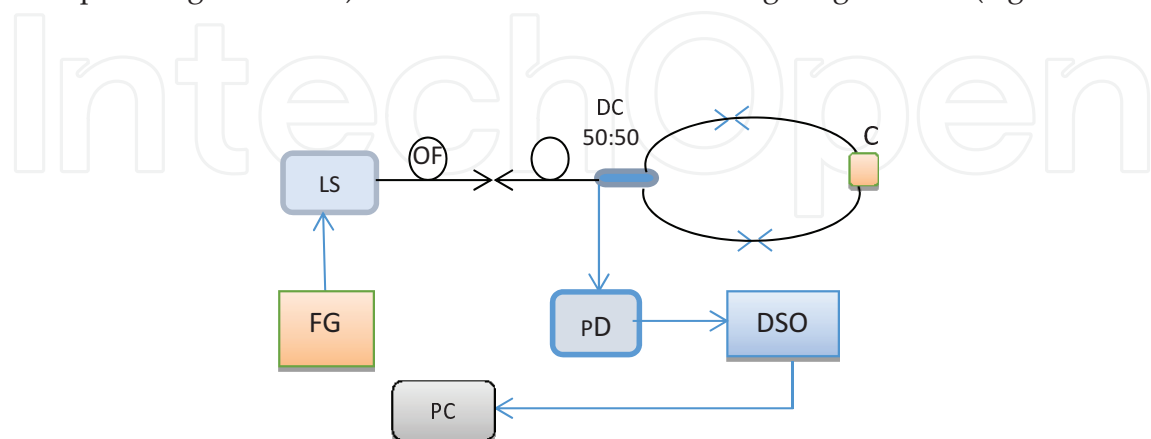 IntechOpen
DC
50:50
C
OF
LS
FG
PD
DSO
PC